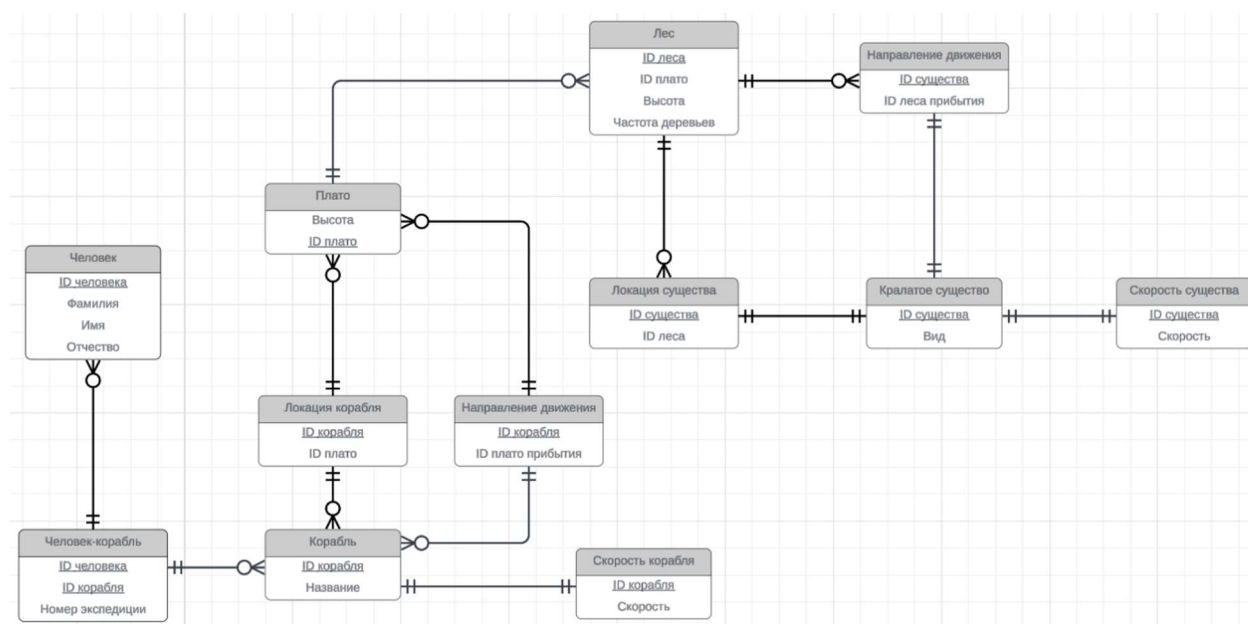 Лес
ID леса
ID плато
Высота
Частота деревьев
Направление движения
ID существа
ID леса прибытия
Плато
Высота
ID плато
Человек
ID человека
Фамилия
Имя
Отчество
Локация существа
ID существа
ID леса
Кралатое существо
ID существа
Вид
Скорость существа
ID существа
Скорость
Локация корабля
ID корабля
ID плато
Направление движения
ID корабля
ID плато прибытия
Человек-корабль
ID человека
ID корабля
Номер экспедиции
Корабль
ID корабля
Название
Скорость корабля
ID корабля
Скорость